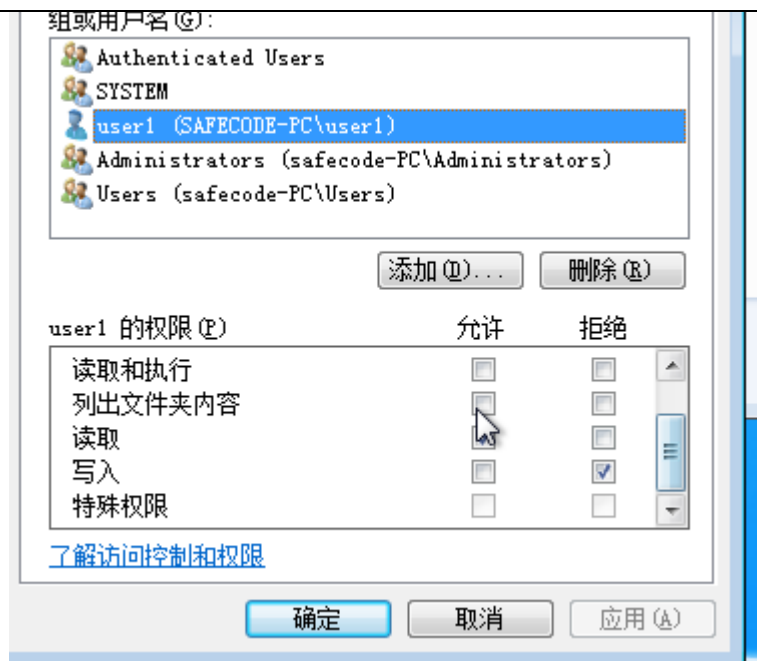 组或用户名(G):
Authenticated Users
SYSTEM
user1 (SAFECODE-PC\user1)
Administrators (safecode-PC\Administrators)
Users (safecode-PC\Users)
添加(D)... 删除(R)
user1 的权限(P) 允许 拒绝
读取和执行
列出文件夹内容
读取
写入
特殊权限
了解访问控制和权限
确定 取消 应用(A)